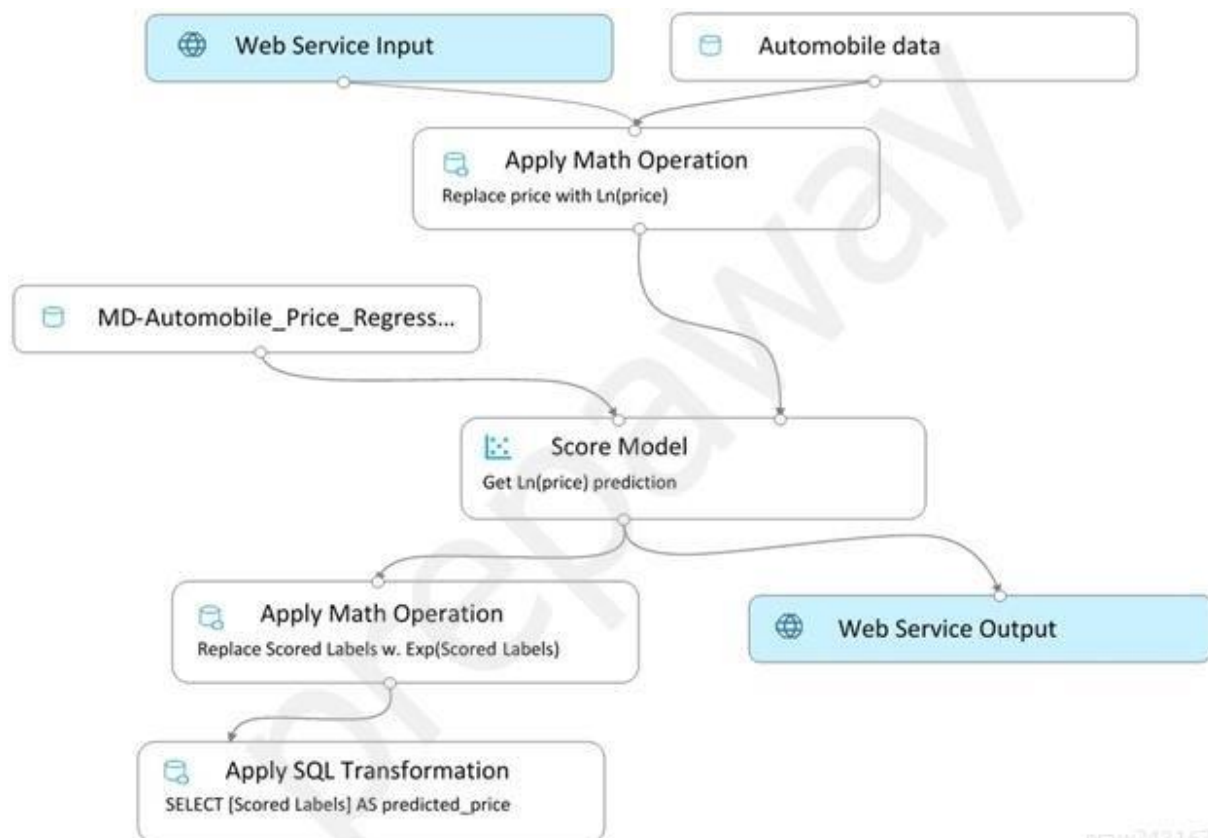 Web Service Input
Automobile data
Apply Math Operation
Replace price with Ln(price)
MD-Automobile_Price_Regress...
Score Model
Get Ln(price) prediction
Apply Math Operation
Replace Scored Labels w. Exp(Scored Labels)
Web Service Output
Apply SQL Transformation
SELECT [Scored Labels] AS predicted_price
prepaway